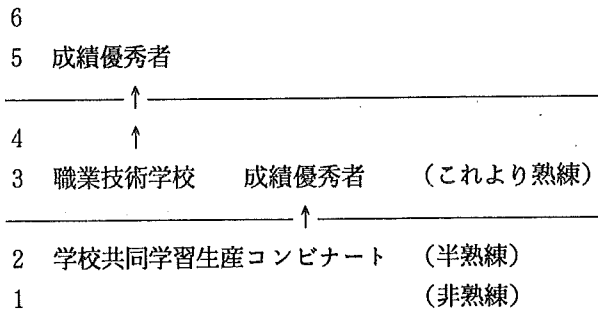 6
5 成績優秀者
↑
4 ↑
3 職業技術学校 成績優秀者 (これより熟練)
↑
2 学校共同学習生産コンビナート (半熟練)
1 (非熟練)